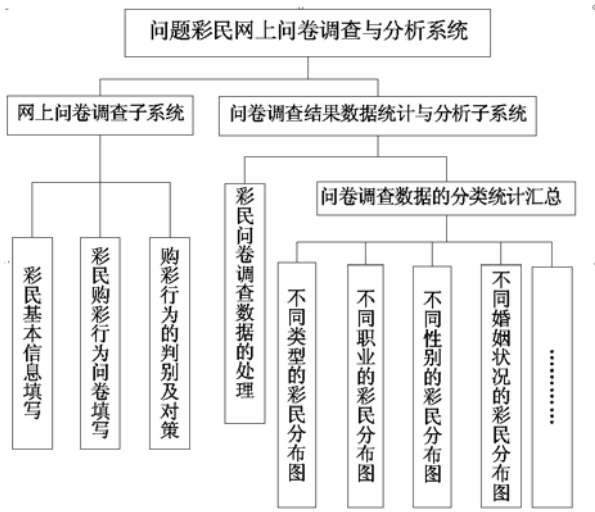 问题彩民网上问卷调查与分析系统
网上问卷调查子系统
问卷调查结果数据统计与分析子系统
彩民基本信息填写
彩民购彩行为问卷填写
购彩行为的判别及对策
彩民问卷调查数据的处理
问卷调查数据的分类统计汇总
不同类型的彩民分布图
不同职业的彩民分布图
不同性别的彩民分布图
不同婚姻状况的彩民分布图
…………